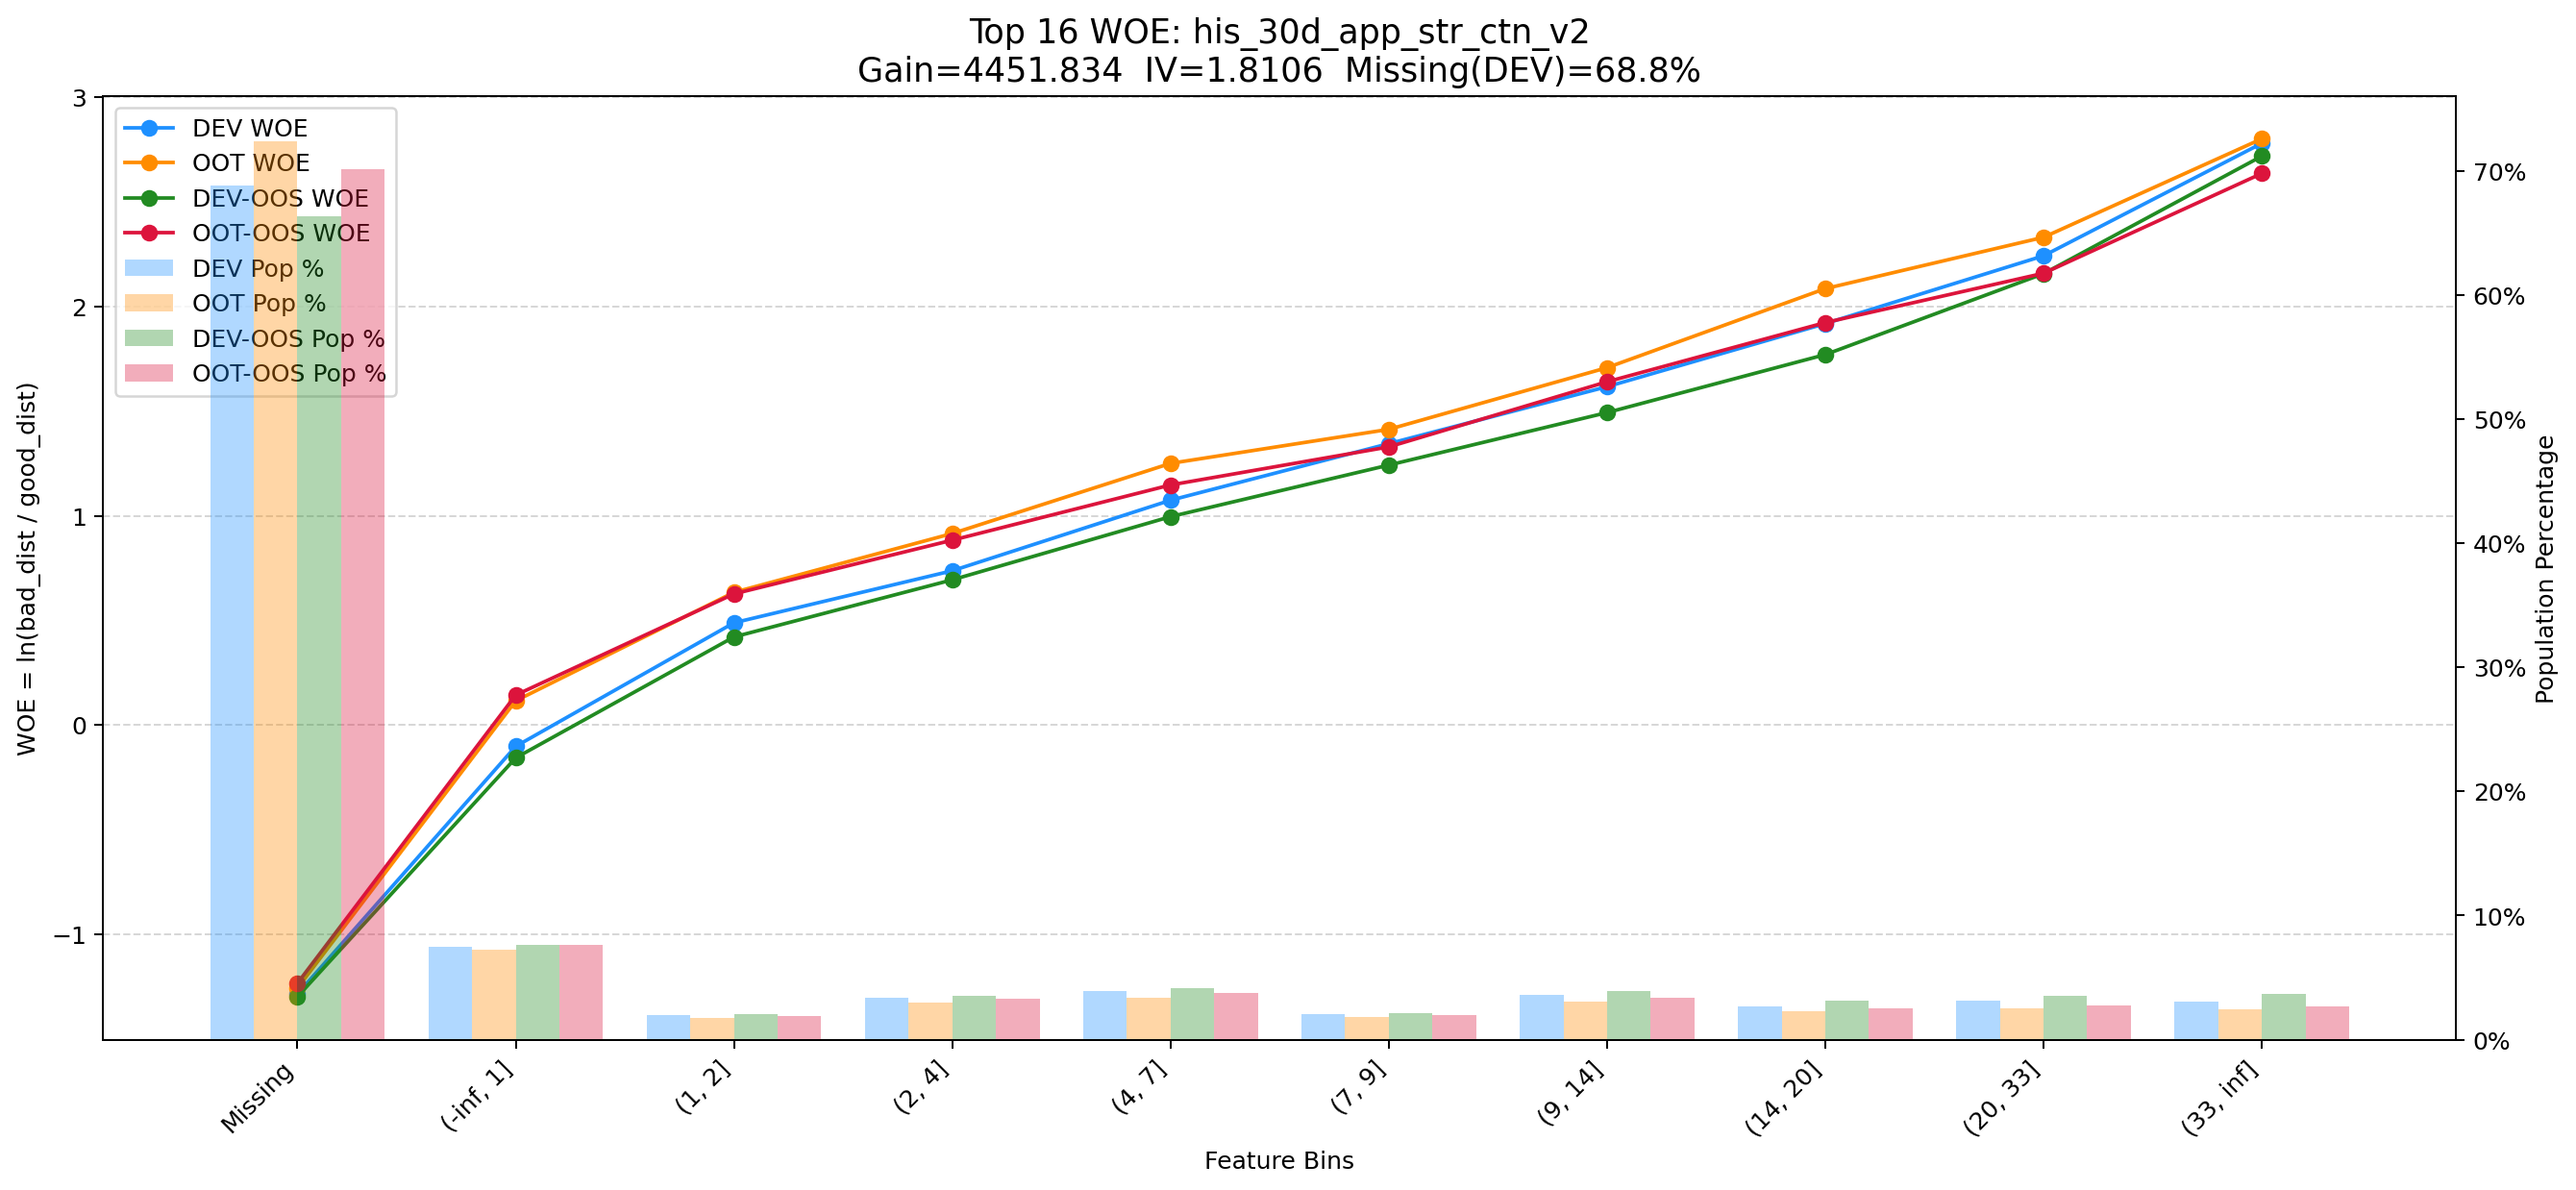 Top 16 WOE: his_30d_app_str_ctn_v2
Gain=4451.834  IV=1.8106  Missing(DEV)=68.8%
DEV WOE
OOT WOE
DEV-OOS WOE
OOT-OOS WOE
DEV Pop %
OOT Pop %
DEV-OOS Pop %
OOT-OOS Pop %
WOE = ln(bad_dist / good_dist)
3
2
1
0
−1
Population Percentage
70%
60%
50%
40%
30%
20%
10%
0%
Missing
(-inf, 1]
(1, 2]
(2, 4]
(4, 7]
(7, 9]
(9, 14]
(14, 20]
(20, 33]
(33, inf]
Feature Bins